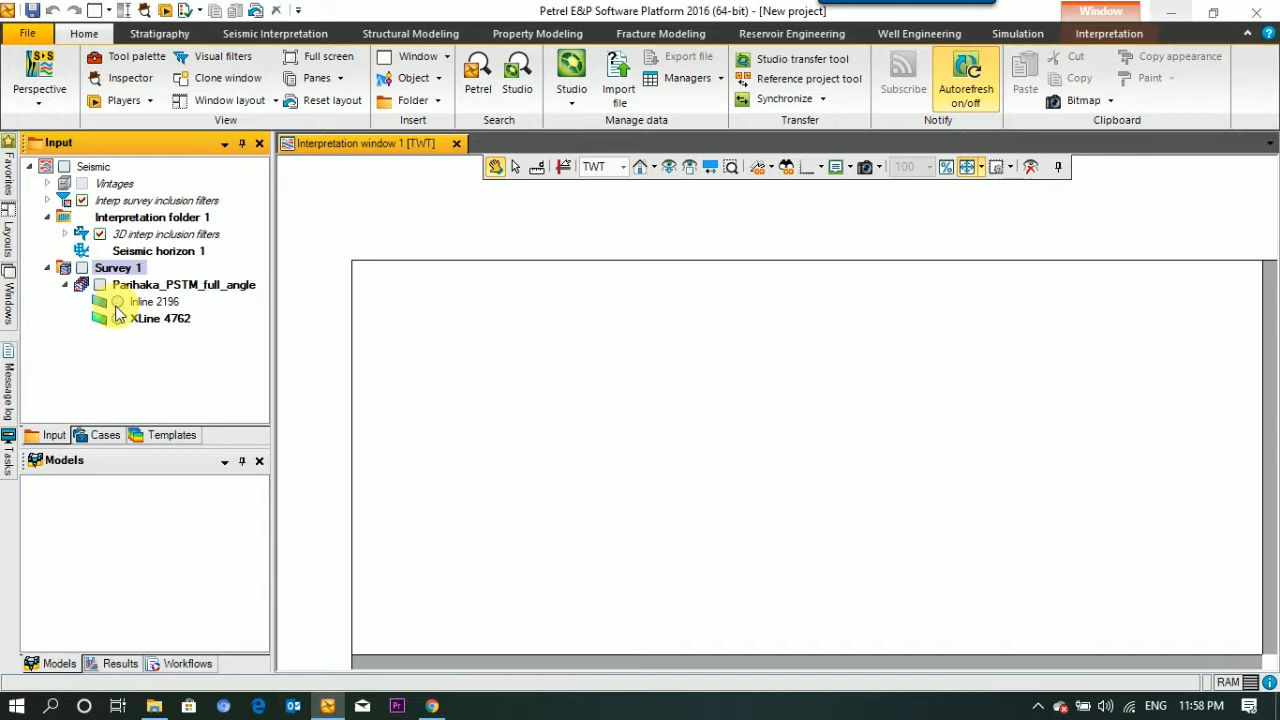 Petrel E&P Software Platform 2016 (64-bit) - [New project]
Window
File
Home
Stratigraphy
Seismic Interpretation
Structural Modeling
Property Modeling
Fracture Modeling
Reservoir Engineering
Well Engineering
Simulation
Interpretation
Perspective
Tool palette
Inspector
Players
Visual filters
Clone window
Window layout
Full screen
Panes
Reset layout
View
Window
Object
Folder
Insert
Petrel
Studio
Search
Studio
Import file
Export file
Managers
Manage data
Studio transfer tool
Reference project tool
Synchronize
Transfer
Subscribe
Autorefresh on/off
Notify
Paste
Cut
Copy
Bitmap
Copy appearance
Paint
Clipboard
Input
Interpretation window 1 [TWT]
TWT
100
Favorites
Layouts
Windows
Message log
Tasks
Seismic
Vintages
Interp survey inclusion filters
Interpretation folder 1
3D interp inclusion filters
Seismic horizon 1
Survey 1
Parihaka_PSTM_full_angle
Inline 2196
XLine 4762
Input
Cases
Templates
Models
Models
Results
Workflows
RAM
ENG
11:58 PM